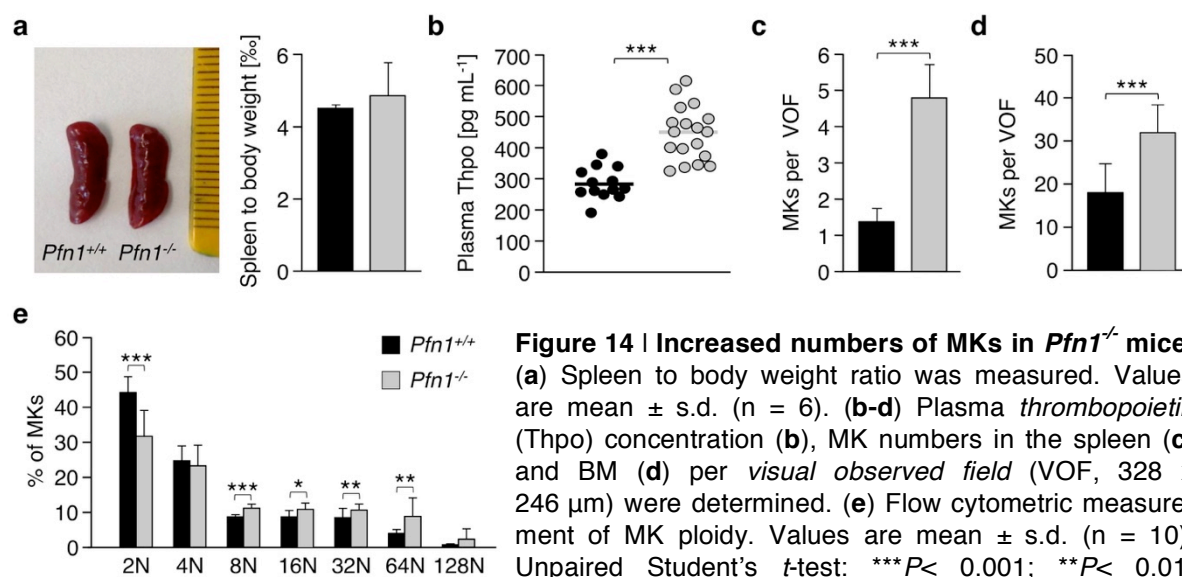 a
b
c
d
Pfn1+/+ Pfn1-/-
Spleen to body weight [‰]
6
4
2
0
Plasma Thpo [pg mL-1]
700
600
500
400
300
200
100
0
***
MKs per VOF
6
5
4
3
2
1
0
***
MKs per VOF
50
40
30
20
10
0
***
e
% of MKs
60
50
40
30
20
10
0
***
***
*
**
**
2N 4N 8N 16N 32N 64N 128N
Pfn1+/+
Pfn1-/-
Figure 14 | Increased numbers of MKs in Pfn1-/- mice
(a) Spleen to body weight ratio was measured. Value
are mean ± s.d. (n = 6). (b-d) Plasma thrombopoieti
(Thpo) concentration (b), MK numbers in the spleen (c
and BM (d) per visual observed field (VOF, 328
246 µm) were determined. (e) Flow cytometric measure
ment of MK ploidy. Values are mean ± s.d. (n = 10)
Unpaired Student's t-test: ***P< 0.001; **P< 0.01